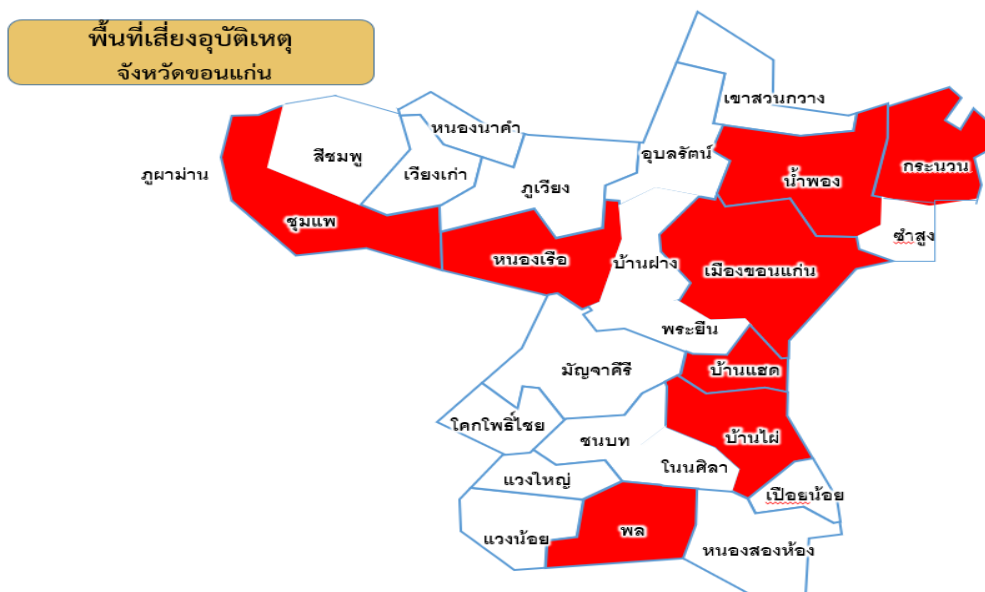 พื้นที่เสี่ยงอุบัติเหตุ
จังหวัดขอนแก่น
เขาสวนกวาง
หนองนาคำ
สีชมพู
อุบลรัตน์
กระนวน
ภูผาม่าน
เวียงเก่า
ภูเวียง
น้ำพอง
ชุมแพ
ซำสูง
หนองเรือ
บ้านฝาง
เมืองขอนแก่น
พระยืน
มัญจาคีรี
บ้านแฮด
โคกโพธิ์ไชย
ชนบท
บ้านไผ่
โนนศิลา
แวงใหญ่
เปือยน้อย
แวงน้อย
พล
หนองสองห้อง